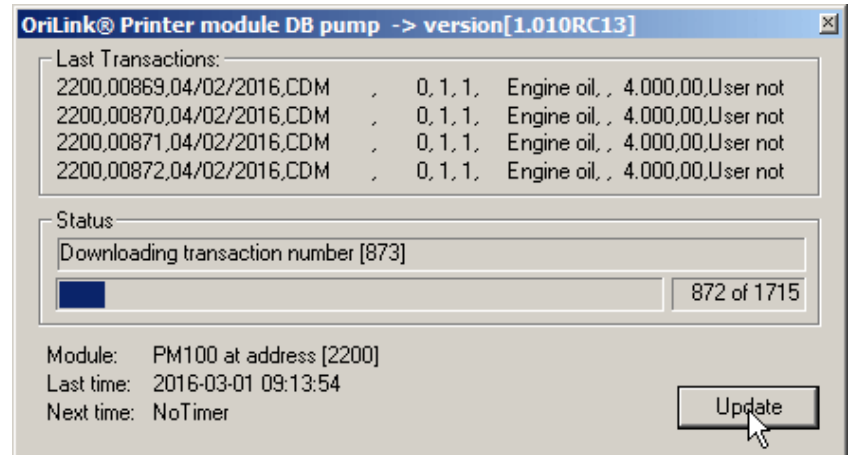 OriLink® Printer module DB pump -> version[1.010RC13]
Last Transactions:
2200,00869,04/02/2016,CDM , 0, 1, 1, Engine oil, , 4.000,00,User not
2200,00870,04/02/2016,CDM , 0, 1, 1, Engine oil, , 4.000,00,User not
2200,00871,04/02/2016,CDM , 0, 1, 1, Engine oil, , 4.000,00,User not
2200,00872,04/02/2016,CDM , 0, 1, 1, Engine oil, , 4.000,00,User not
Status
Downloading transaction number [873]
872 of 1715
Module: PM100 at address [2200]
Last time: 2016-03-01 09:13:54
Next time: NoTimer
Update